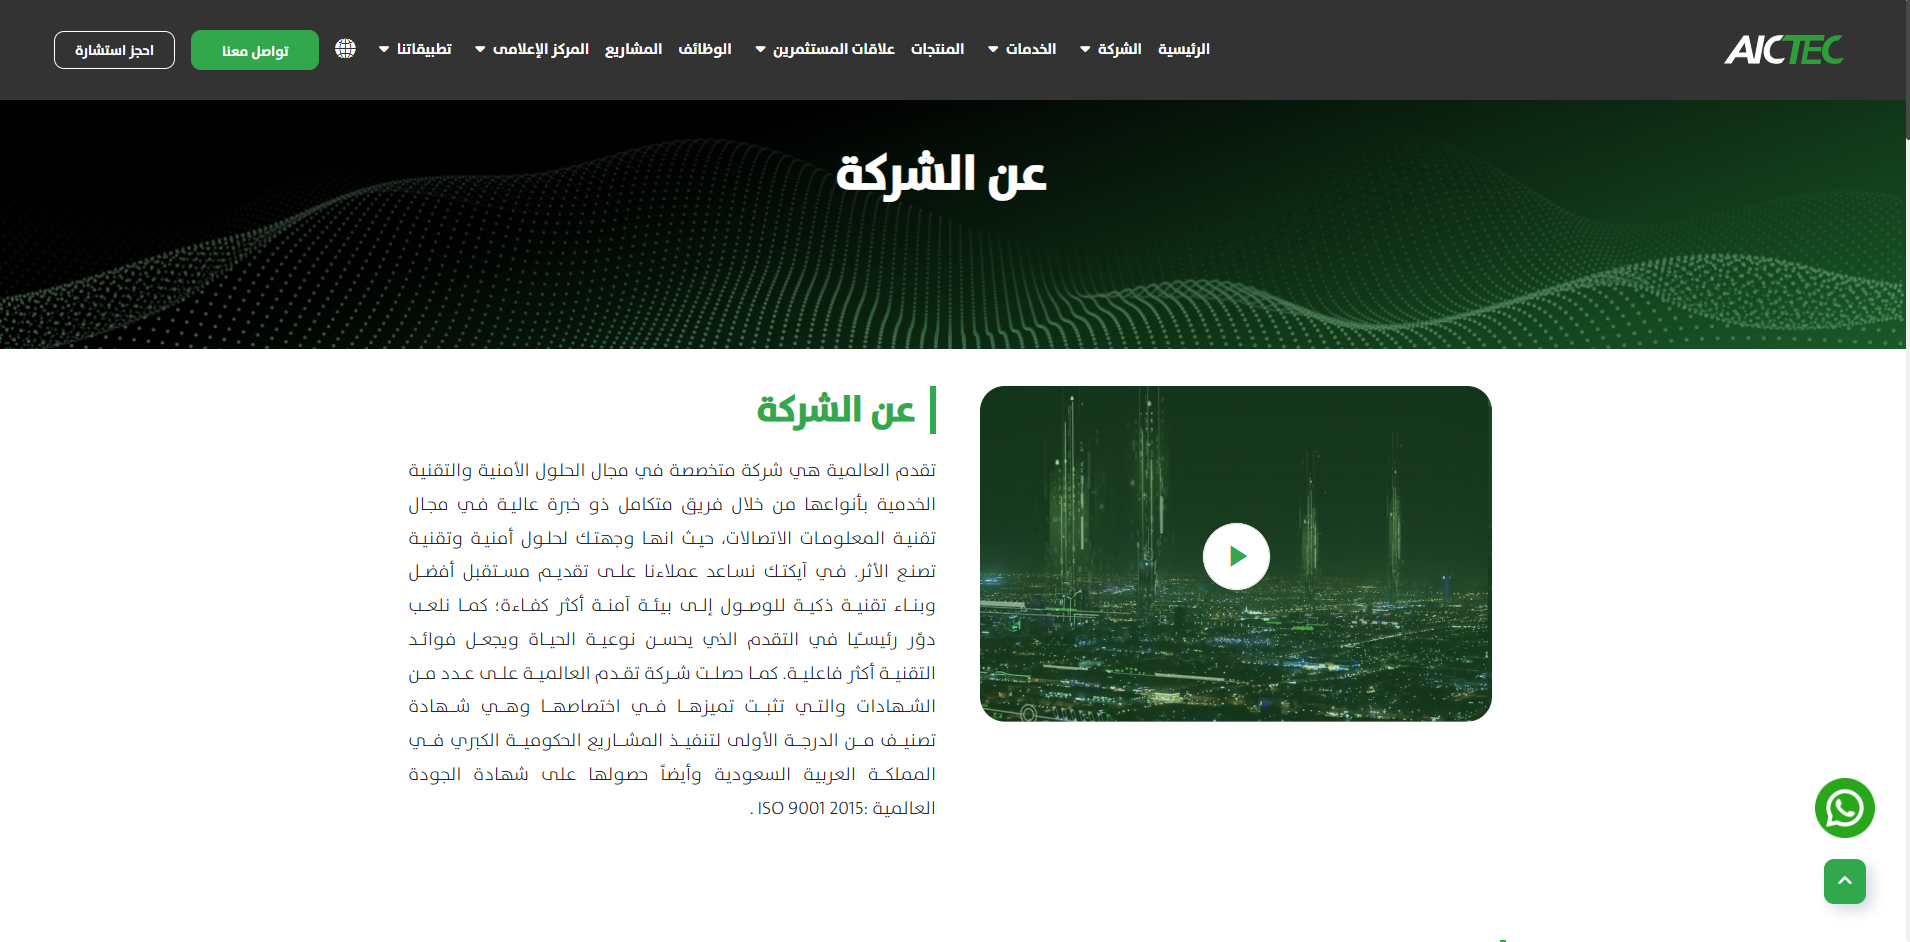 AICTEC
الرئيسية
الشركة
الخدمات
المنتجات
علاقات المستثمرين
الوظائف
المشاريع
المركز الإعلامى
تطبيقاتنا
تواصل معنا
احجز استشارة
عن الشركة
عن الشركة
تقدم العالمية هي شركة متخصصة في مجال الحلول الأمنية والتقنية
الخدمية بأنواعها من خلال فريق متكامل ذو خبرة عالية في مجال
تقنية المعلومات الاتصالات، حيث انها وجهتك لحلول أمنية وتقنية
تصنع الأثر. في آيكتك نساعد عملاءنا على تقديم مستقبل أفضل
وبناء تقنية ذكية للوصول إلى بيئة آمنة أكثر كفاءة؛ كما نلعب
دوًر رئيسيًا في التقدم الذي يحسن نوعية الحياة ويجعل فوائد
التقنية أكثر فاعلية. كما حصلت شركة تقدم العالمية على عدد من
الشهادات والتي تثبت تميزها في اختصاصها وهي شهادة
تصنيف من الدرجة الأولى لتنفيذ المشاريع الحكومية الكبري في
المملكة العربية السعودية وأيضاً حصولها على شهادة الجودة
العالمية :ISO 9001 2015 .